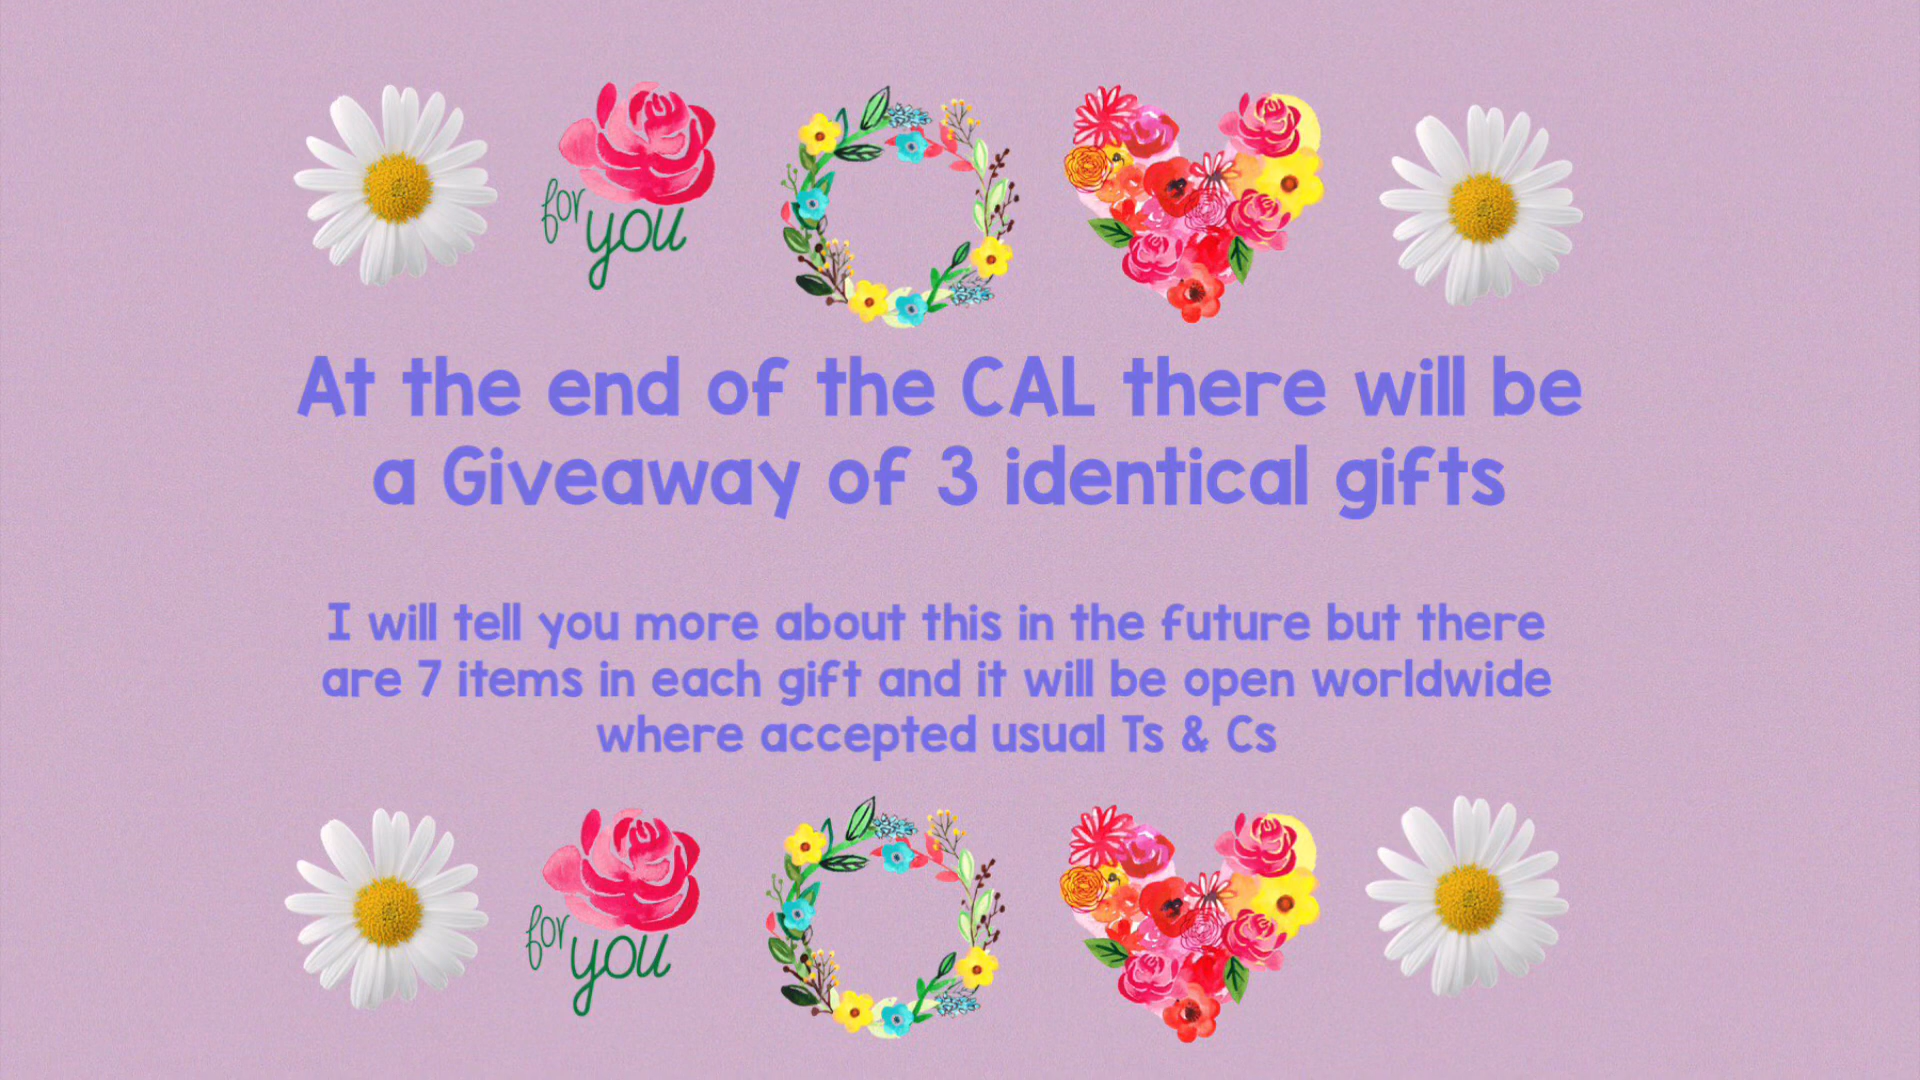 for
you
At the end of the CAL there will be
a Giveaway of 3 identical gifts
I will tell you more about this in the future but there
are 7 items in each gift and it will be open worldwide
where accepted usual Ts & Cs
for
you